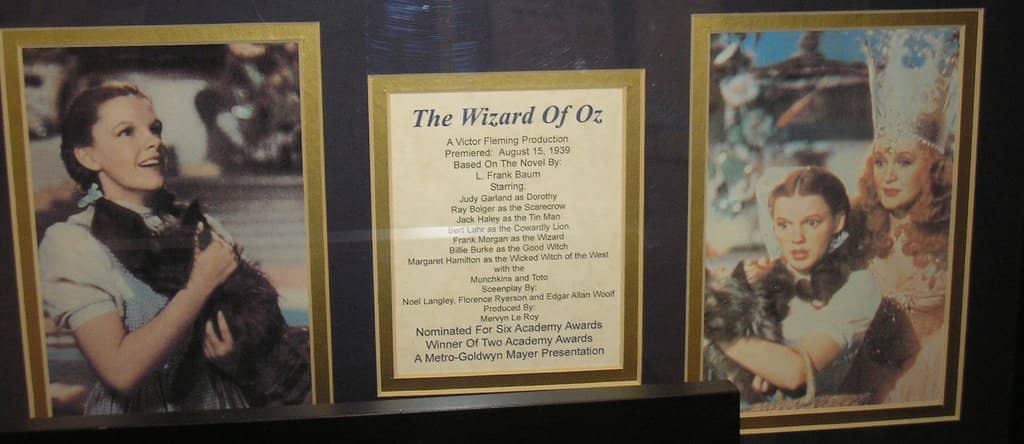 The Wizard Of Oz
A Victor Fleming Production
Premiered: August 15, 1939
Based On The Novel By:
L. Frank Baum
Starring:
Judy Garland as Dorothy
Ray Bolger as the Scarecrow
Jack Haley as the Tin Man
Bert Lahr as the Cowardly Lion
Frank Morgan as the Wizard
Billie Burke as the Good Witch
Margaret Hamilton as the Wicked Witch of the West
with the
Munchkins and Toto
Sceenplay By:
Noel Langley, Florence Ryerson and Edgar Allan Woolf
Produced By:
Mervyn Le Roy
Nominated For Six Academy Awards
Winner Of Two Academy Awards
A Metro-Goldwyn Mayer Presentation